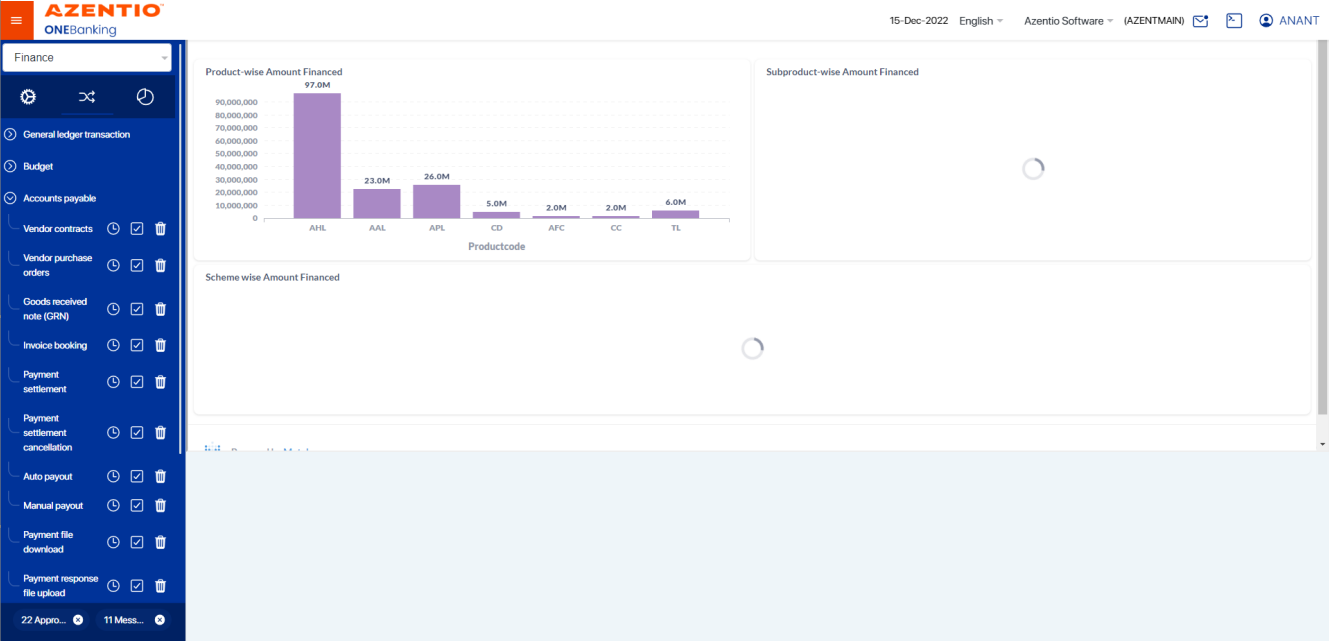 AZENTIO
ONEBanking
15-Dec-2022 English Azentio Software (AZENTMAIN) ANANT
Finance
General ledger transaction
Budget
Accounts payable
Vendor contracts
Vendor purchase
orders
Goods received
note (GRN)
Invoice booking
Payment
settlement
Payment
settlement
cancellation
Auto payout
Manual payout
Payment file
download
Payment response
file upload
22 Appro... 11 Mess...
Product-wise Amount Financed
97.0M
90,000,000
80,000,000
70,000,000
60,000,000
50,000,000
40,000,000
30,000,000
20,000,000
10,000,000
0
23.0M
26.0M
5.0M
2.0M
2.0M
6.0M
AHL AAL APL CD AFC CC TL
Productcode
Subproduct-wise Amount Financed
Scheme wise Amount Financed